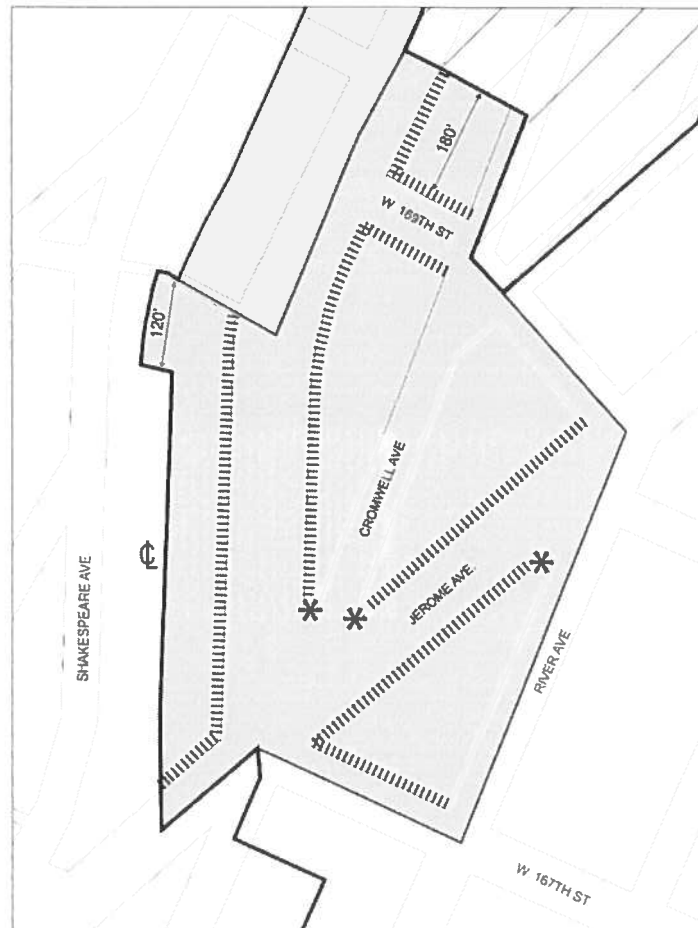 180'
W 169TH ST
120'
CROMWELL AVE
℄
JEROME AVE.
SHAKESPEARE AVE
RIVER AVE
W 167TH ST